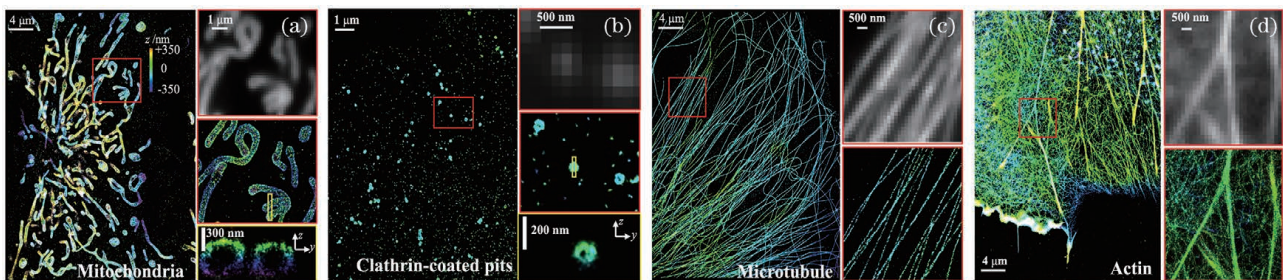 4 μm
z/nm
+350
0
-350
Mitochondria
1 μm
(a)
300 nm
z
y
1 μm
Clathrin-coated pits
500 nm
(b)
200 nm
z
y
4 μm
Microtubule
500 nm
(c)
4 μm
Actin
500 nm
(d)